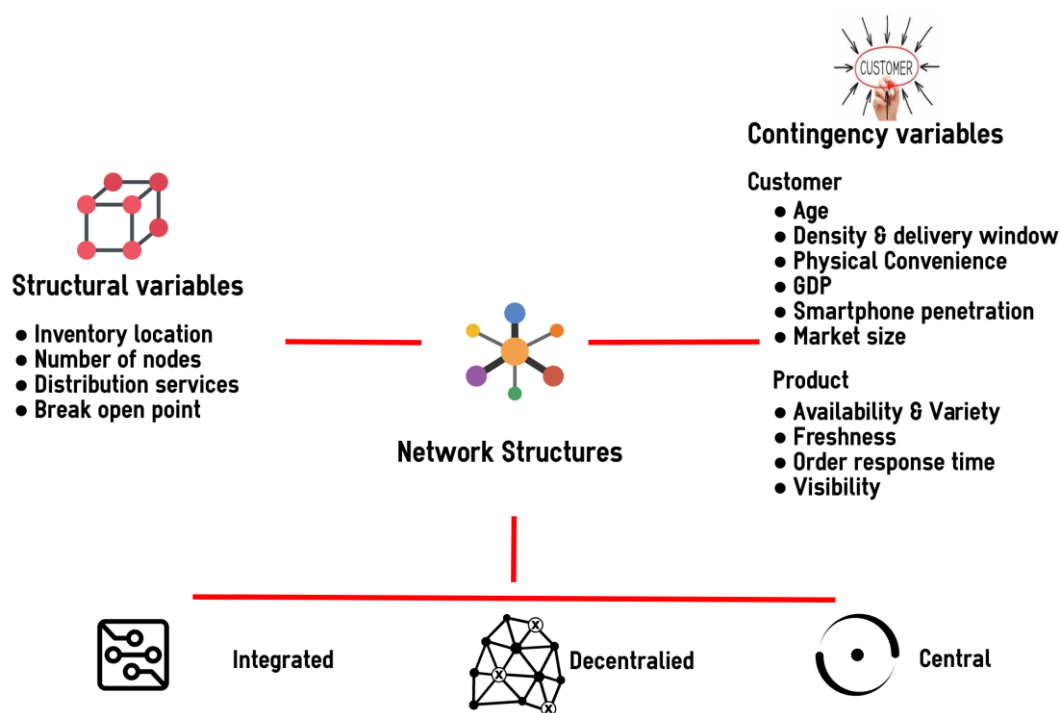 CUSTOMER
Contingency variables
Customer
● Age
● Density & delivery window
● Physical Convenience
● GDP
● Smartphone penetration
● Market size
Product
● Availability & Variety
● Freshness
● Order response time
● Visibility
Structural variables
● Inventory location
● Number of nodes
● Distribution services
● Break open point
Network Structures
Integrated
x
x
x
Decentralied
Central